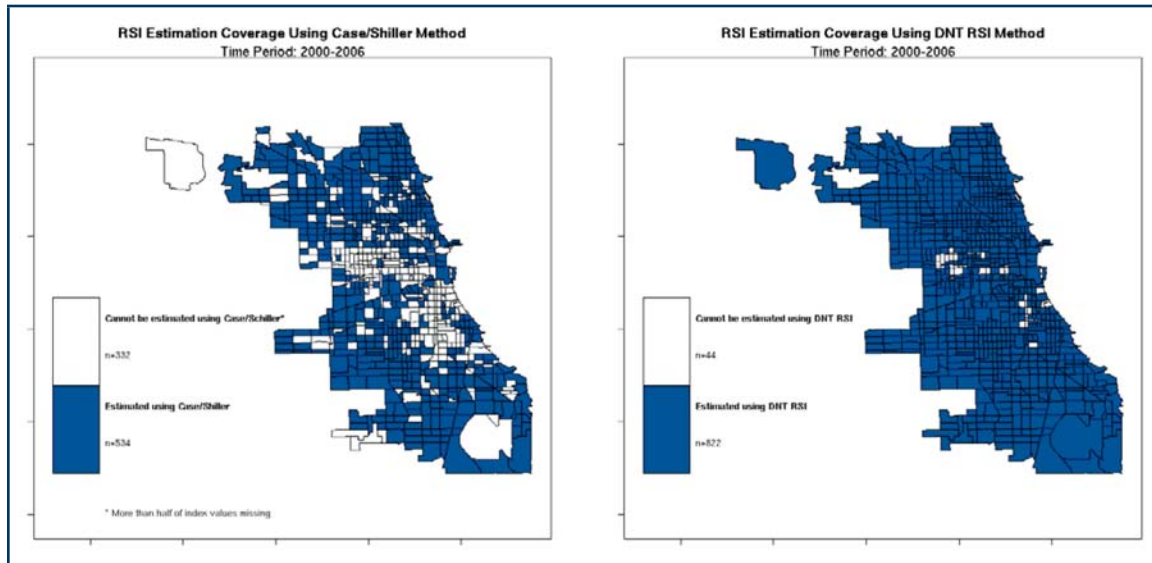 RSI Estimation Coverage Using Case/Shiller Method
Time Period: 2000-2006
Cannot be estimated using Case/Schiller*
n=332
Estimated using Case/Shiller
n=534
* More than half of index values missing
RSI Estimation Coverage Using DNT RSI Method
Time Period: 2000-2006
Cannot be estimated using DNT RSI
n=44
Estimated using DNT RSI
n=822